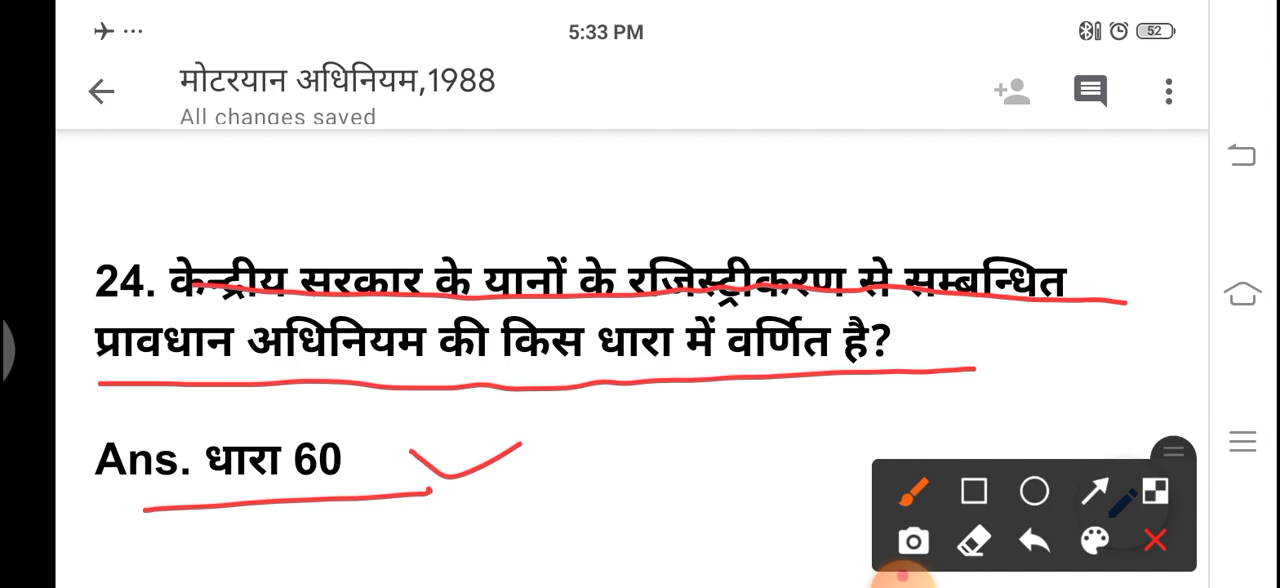 5:33 PM
52
मोटरयान अधिनियम,1988
All changes saved
24. केन्द्रीय सरकार के यानों के रजिस्ट्रीकरण से सम्बन्धित
प्रावधान अधिनियम की किस धारा में वर्णित है?
Ans. धारा 60